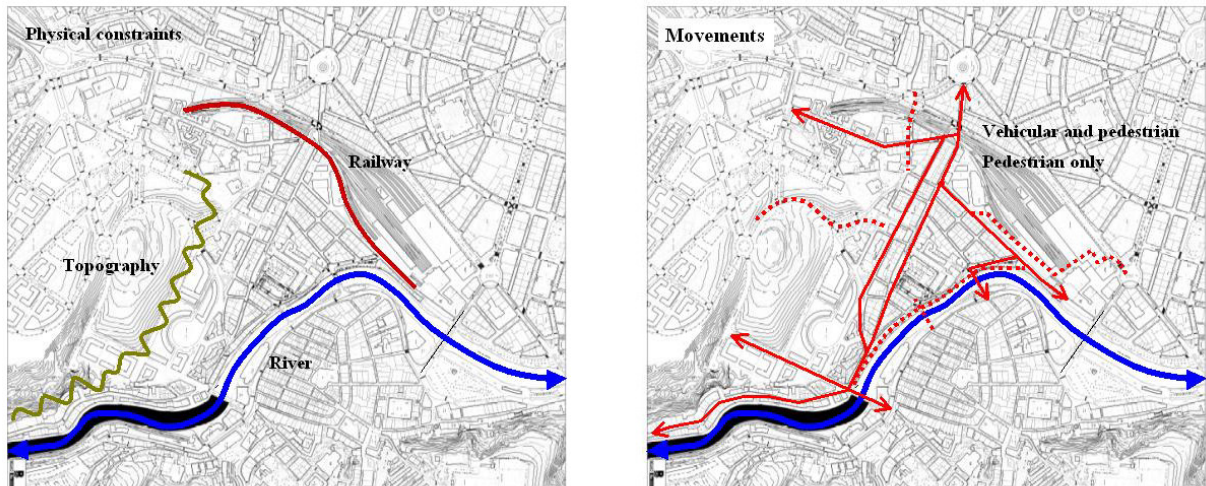 Physical constraints
Railway
Topography
River
Movements
Vehicular and pedestrian
Pedestrian only